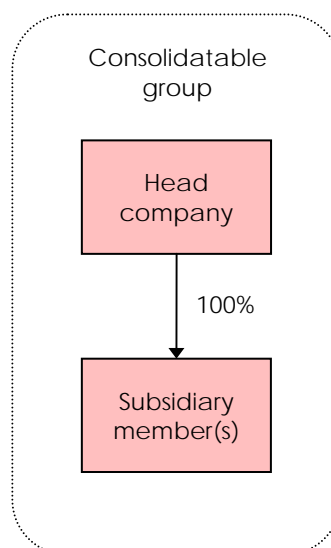 Consolidatable
group
Head
company
100%
Subsidiary
member(s)